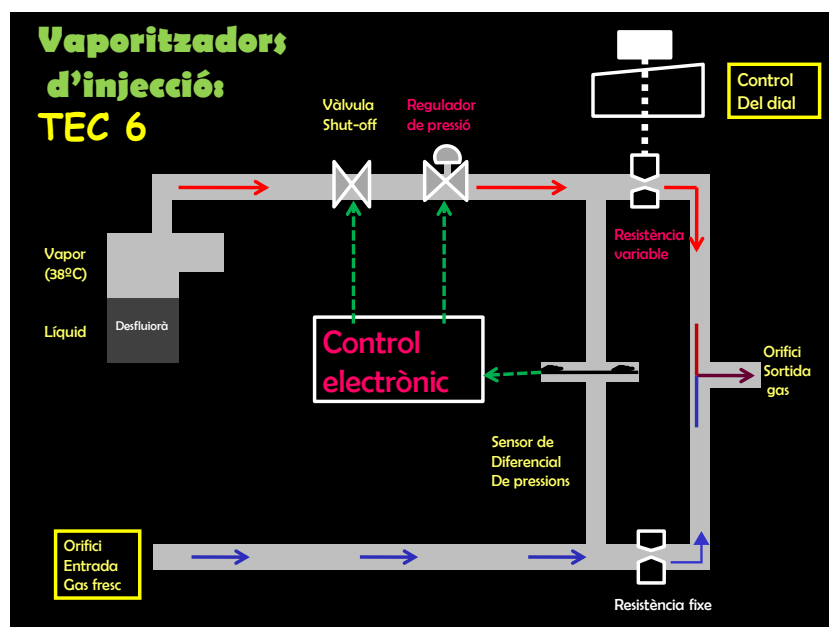 Vaporitzadors
d'injecció:
TEC 6
Vàlvula
Shut-off
Regulador
de pressió
Control
Del dial
Resistència
variable
Vapor
(38ºC)
Líquid
Desfluiorà
Control
electrònic
Orifici
Sortida
gas
Sensor de
Diferencial
De pressions
Orifici
Entrada
Gas fresc
Resistència fixe